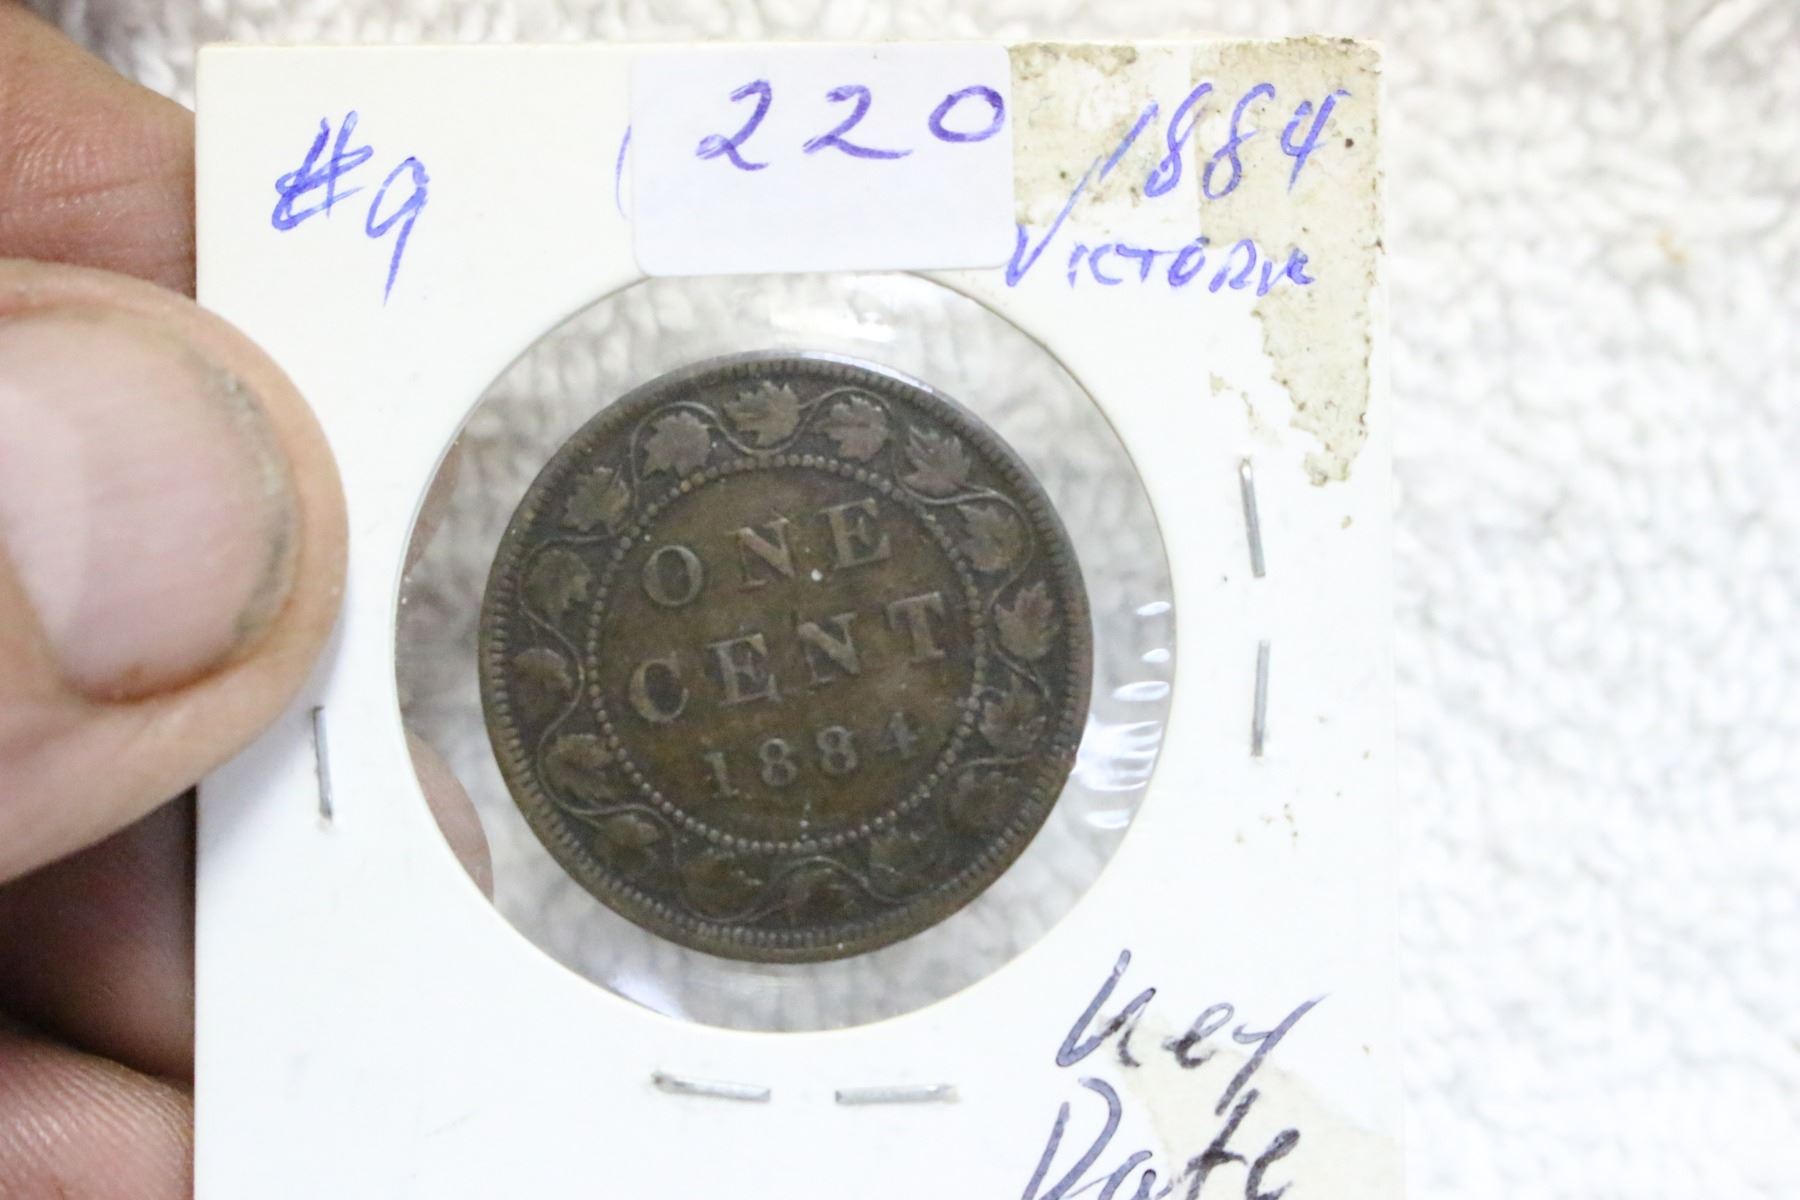 #9
220
1884
VICTORIA
ONE
CENT
1884
Key
Date